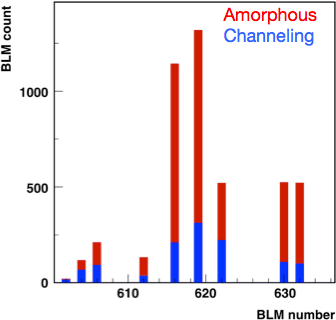 BLM count
Amorphous
Channeling
1000
500
0
610 620 630
BLM number